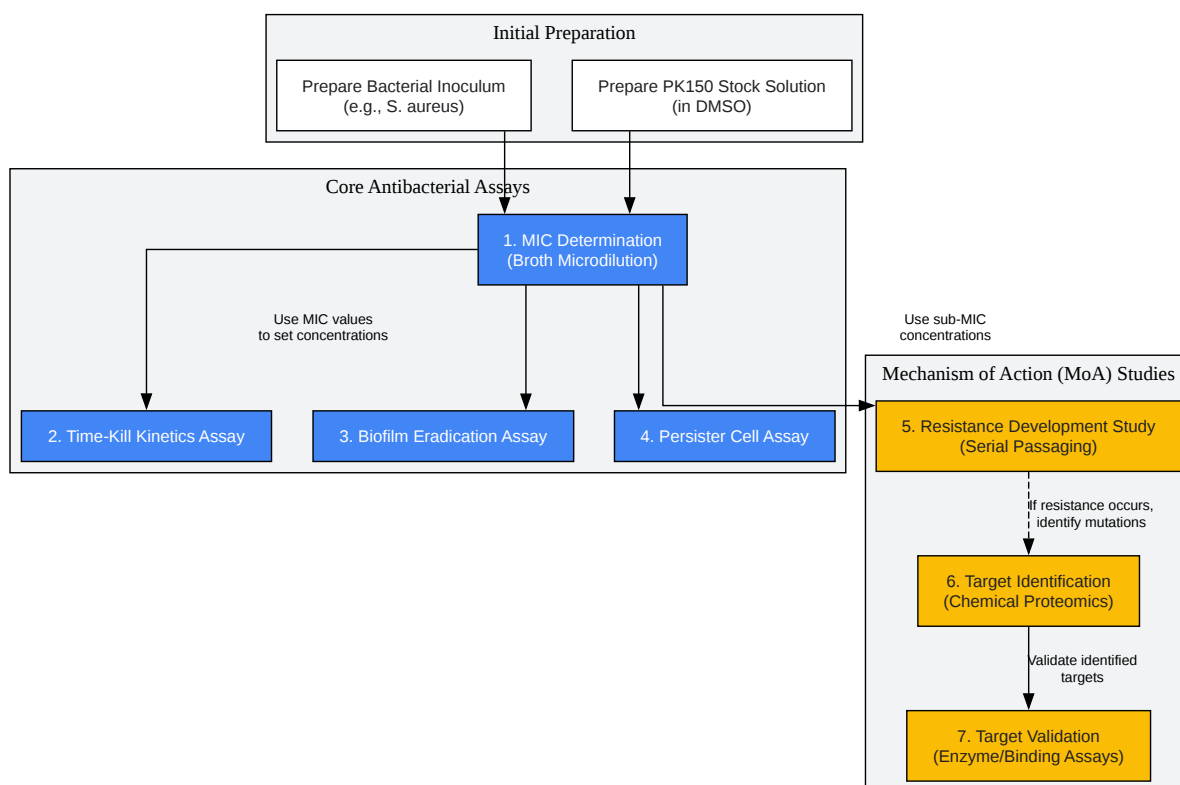 Initial Preparation
Prepare Bacterial Inoculum
(e.g., S. aureus)
Prepare PK150 Stock Solution
(in DMSO)
Core Antibacterial Assays
1. MIC Determination
(Broth Microdilution)
Use MIC values
to set concentrations
Use sub-MIC
concentrations
2. Time-Kill Kinetics Assay
3. Biofilm Eradication Assay
4. Persister Cell Assay
Mechanism of Action (MoA) Studies
5. Resistance Development Study
(Serial Passaging)
If resistance occurs,
identify mutations
6. Target Identification
(Chemical Proteomics)
Validate identified
targets
7. Target Validation
(Enzyme/Binding Assays)